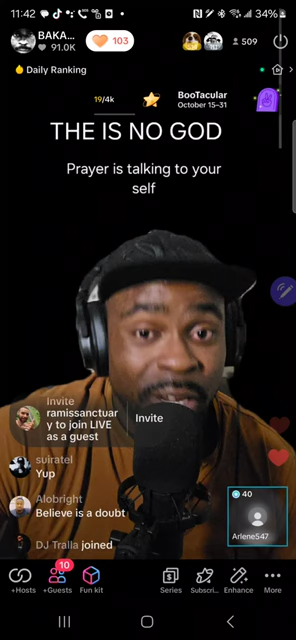 11:42
34%
BAKA...
91.0K
103
509
Daily Ranking
19/4k
BooTacular
October 15–31
THE IS NO GOD
Prayer is talking to your
self
Invite
ramissanctuar
y to join LIVE
as a guest
Invite
suiratel
Yup
Alobright
Believe is a doubt
DJ Tralla joined
40
Arlene547
10
+Hosts
+Guests
Fun kit
Series
Subscri...
Enhance
More